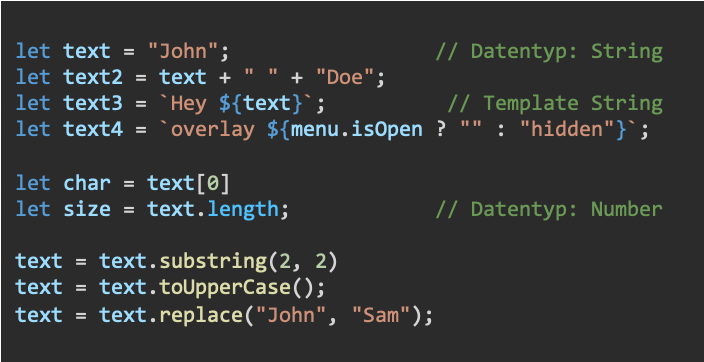 let text = "John"; // Datentyp: String
let text2 = text + " " + "Doe";
let text3 = `Hey ${text}`; // Template String
let text4 = `overlay ${menu.isOpen ? "" : "hidden"}`;
let char = text[0]
let size = text.length; // Datentyp: Number
text = text.substring(2, 2)
text = text.toUpperCase();
text = text.replace("John", "Sam");